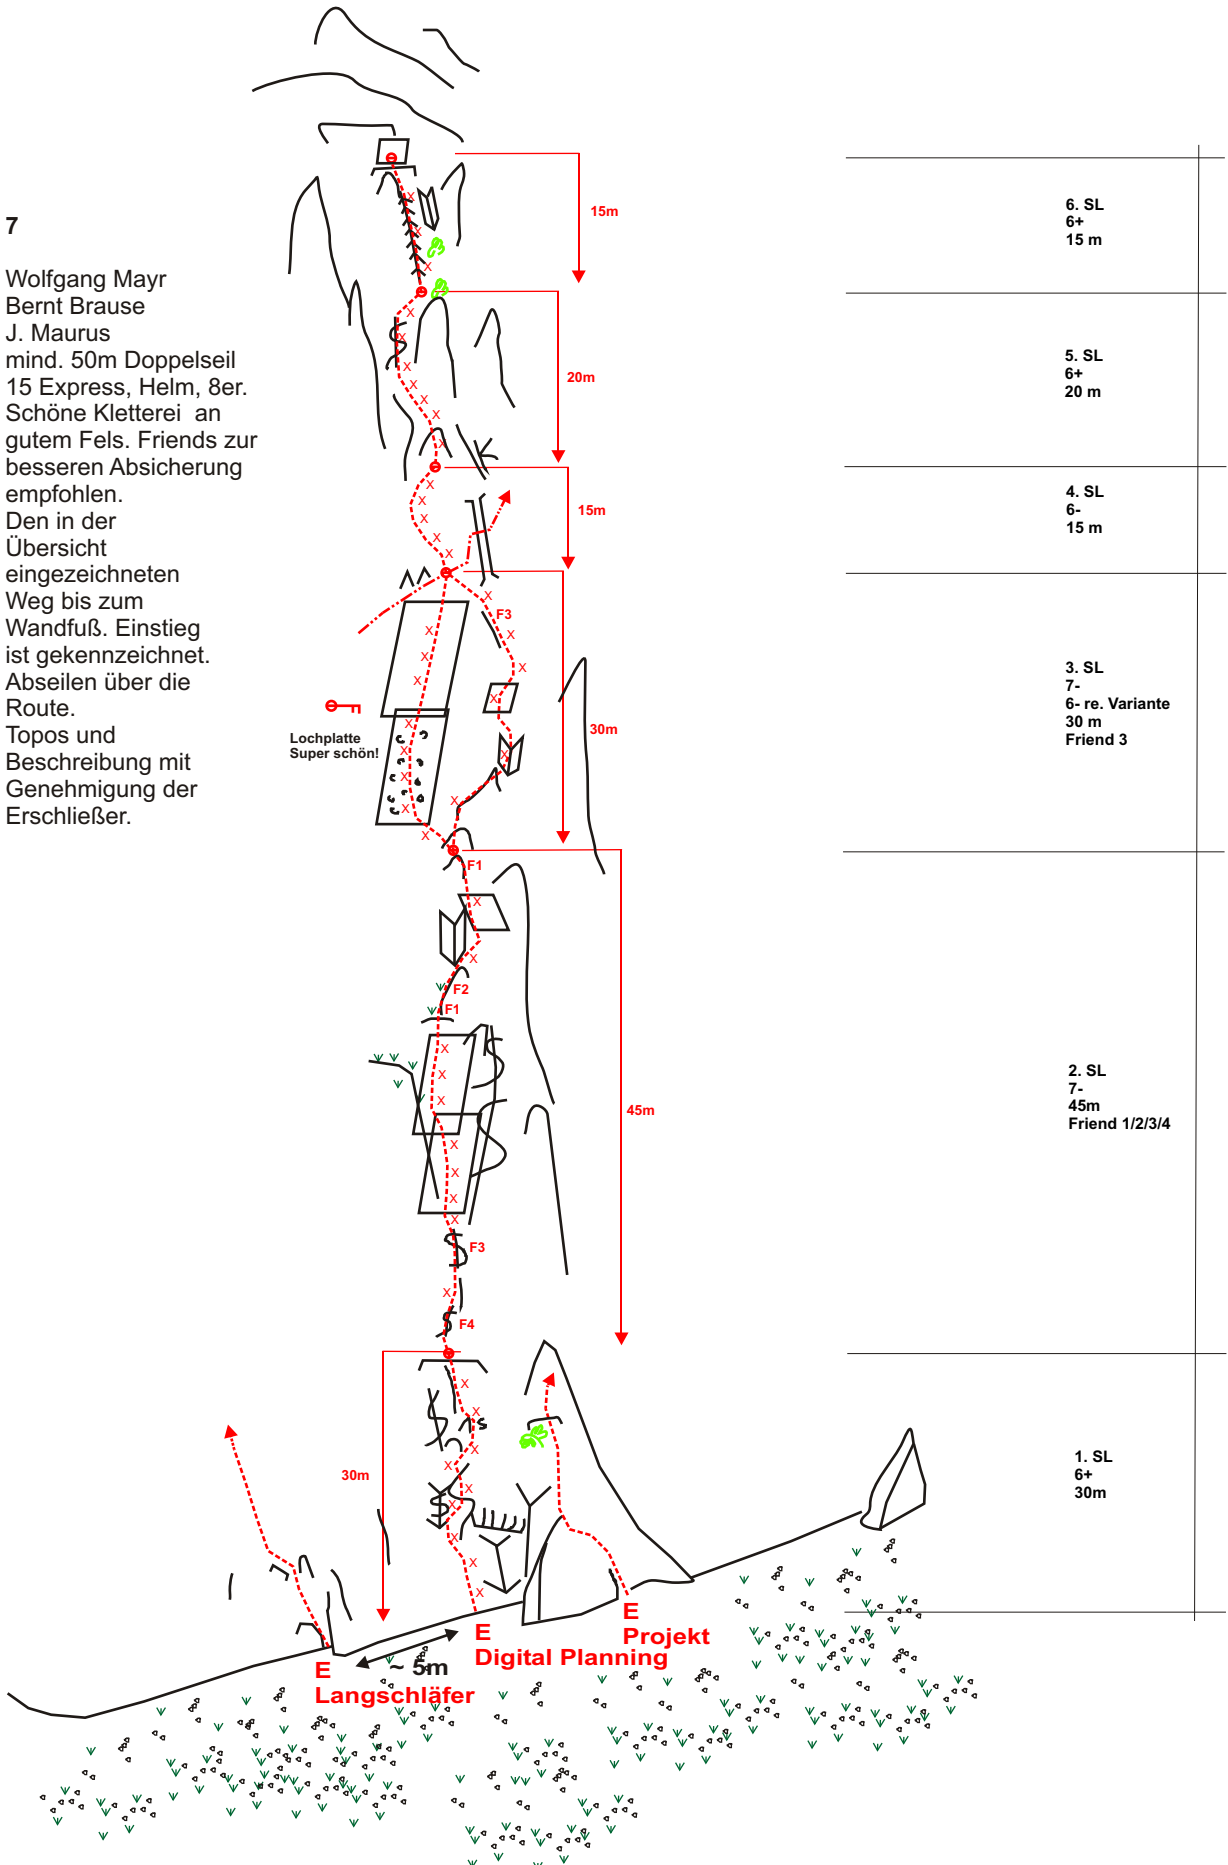 7
Wolfgang Mayr
Bernt Brause
J. Maurus
mind. 50m Doppelseil
15 Express, Helm, 8er.
Schöne Kletterei an
gutem Fels. Friends zur
besseren Absicherung
empfohlen.
Den in der
Übersicht
eingezeichneten
Weg bis zum
Wandfuß. Einstieg
ist gekennzeichnet.
Abseilen über die
Route.
Topos und
Beschreibung mit
Genehmigung der
Erschließer.
15m
20m
15m
F3
30m
Lochplatte
Super schön!
F1
F2
F1
45m
F3
F4
30m
E
Projekt
E
Digital Planning
~ 5m
E
Langschläfer
6. SL
6+
15 m
5. SL
6+
20 m
4. SL
6-
15 m
3. SL
7-
6- re. Variante
30 m
Friend 3
2. SL
7-
45m
Friend 1/2/3/4
1. SL
6+
30m